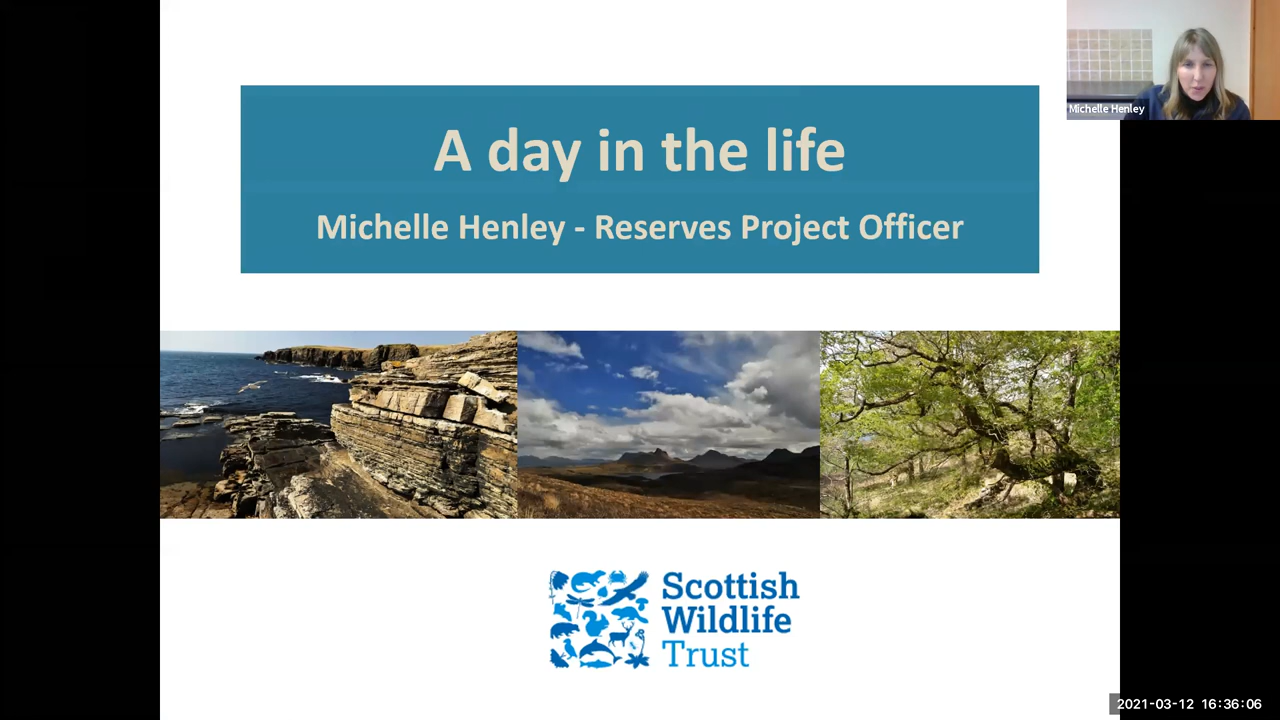 A day in the life
Michelle Henley - Reserves Project Officer
Michelle Henley
Scottish
Wildlife
Trust
2021-03-12 16:36:06